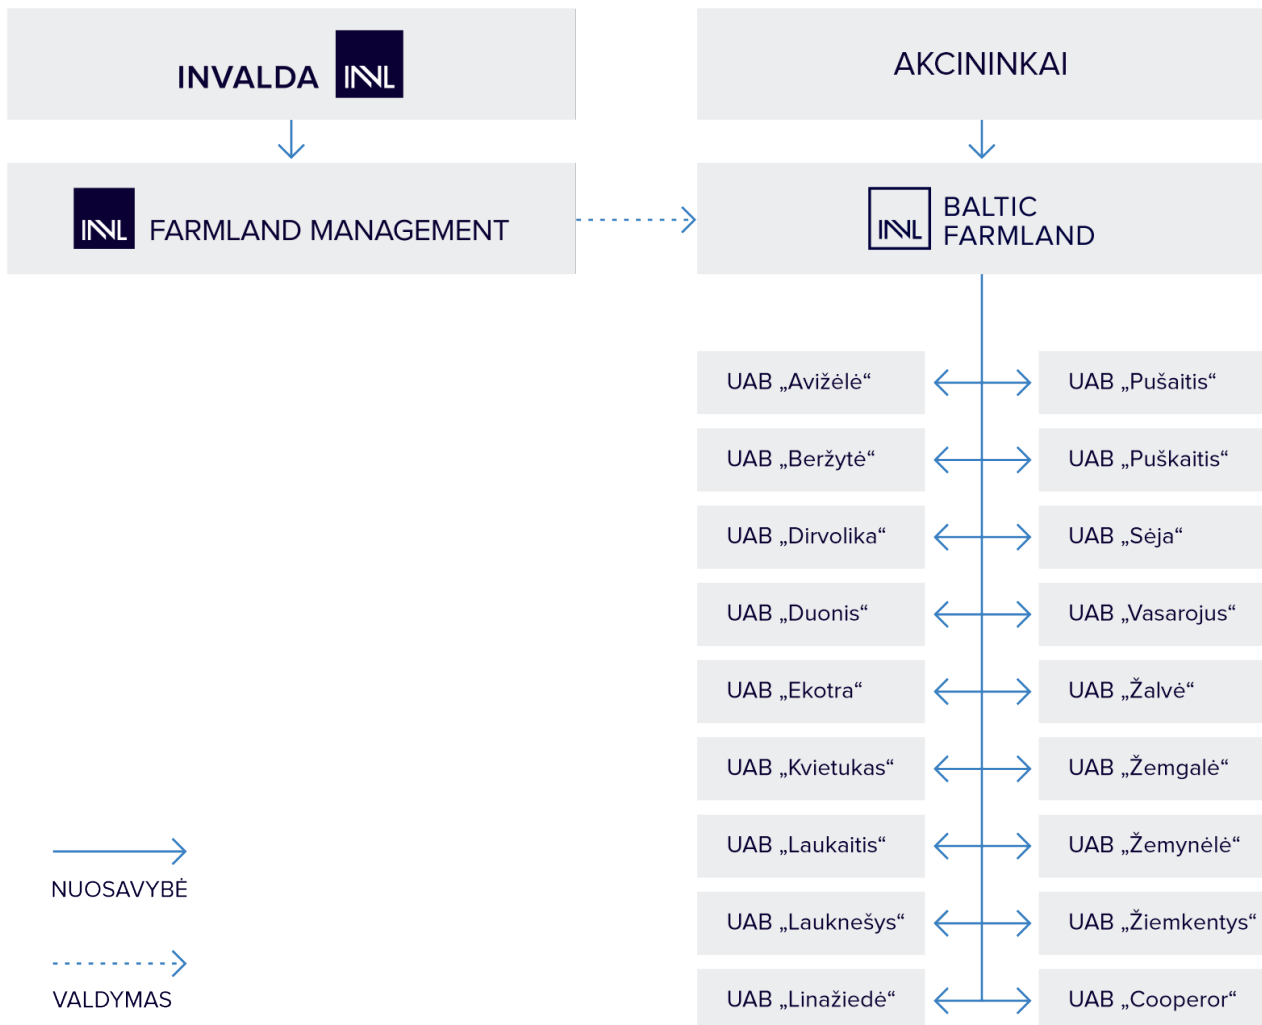 INVALDA INVL
AKCININKAI
INVL FARMLAND MANAGEMENT
INVL BALTIC
FARMLAND
UAB „Avižėlė“
UAB „Pušaitis“
UAB „Beržytė“
UAB „Puškaitis“
UAB „Dirvolika“
UAB „Sėja“
UAB „Duonis“
UAB „Vasarojus“
UAB „Ekotra“
UAB „Žalvė“
UAB „Kvietukas“
UAB „Žemgalė“
UAB „Laukaitis“
UAB „Žemynėlė“
UAB „Lauknešys“
UAB „Žiemkentys“
UAB „Linažiedė“
UAB „Cooperor“
NUOSAVYBĖ
VALDYMAS